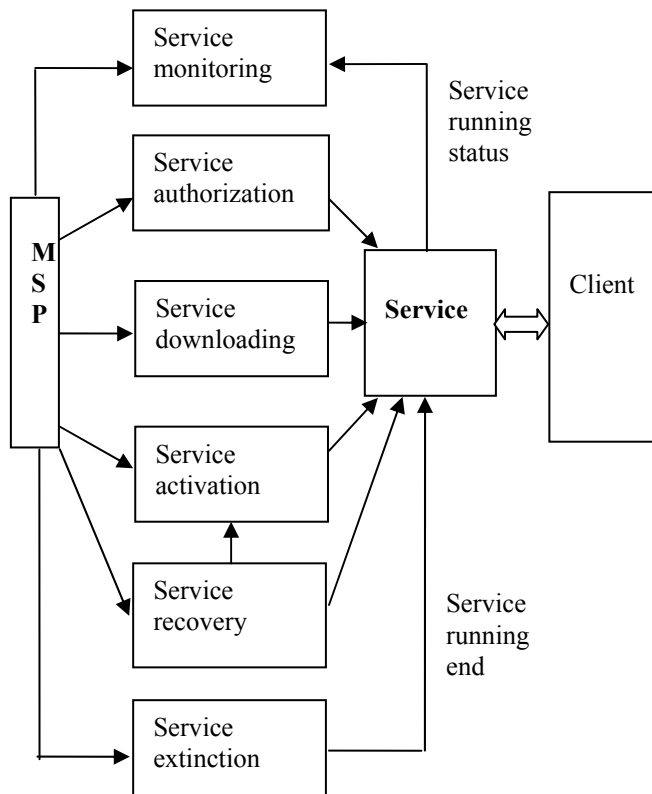 Service
monitoring
Service
running
status
Service
authorization
M
S
P
Service
downloading
Service
Client
Service
activation
Service
recovery
Service
running
end
Service
extinction